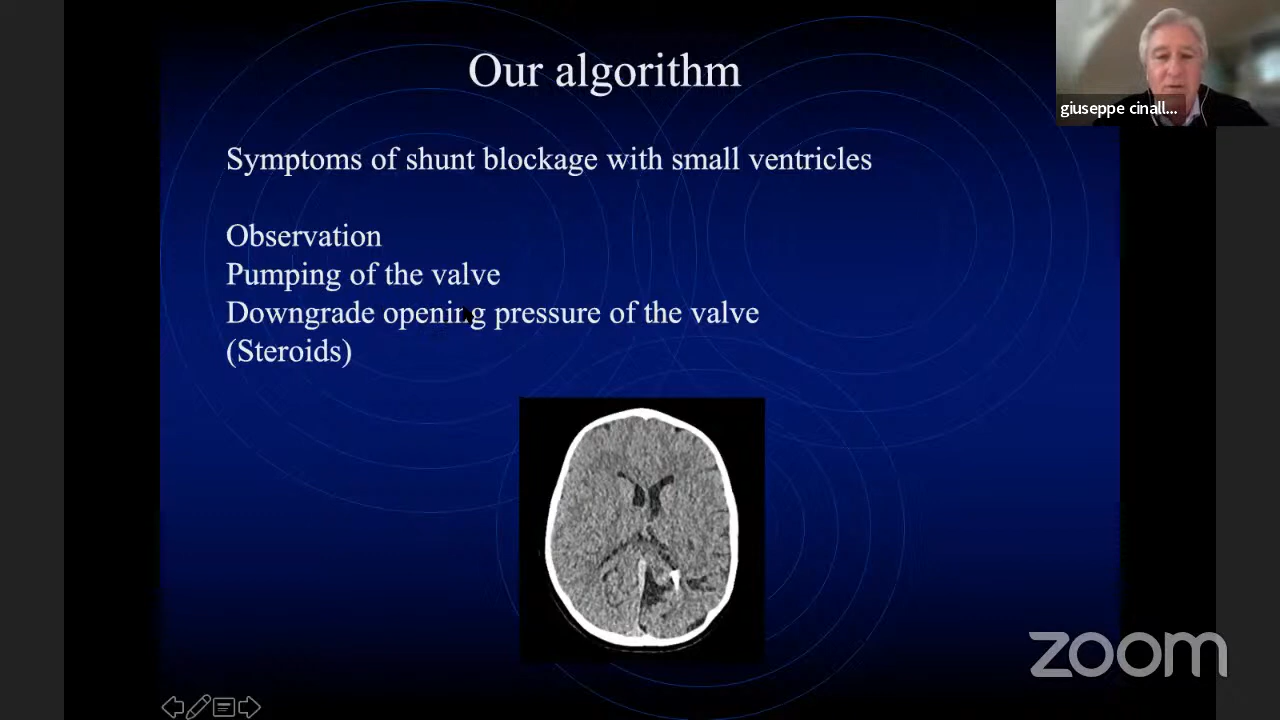 Our algorithm
giuseppe cinall...
Symptoms of shunt blockage with small ventricles
Observation
Pumping of the valve
Downgrade opening pressure of the valve
(Steroids)
zoom